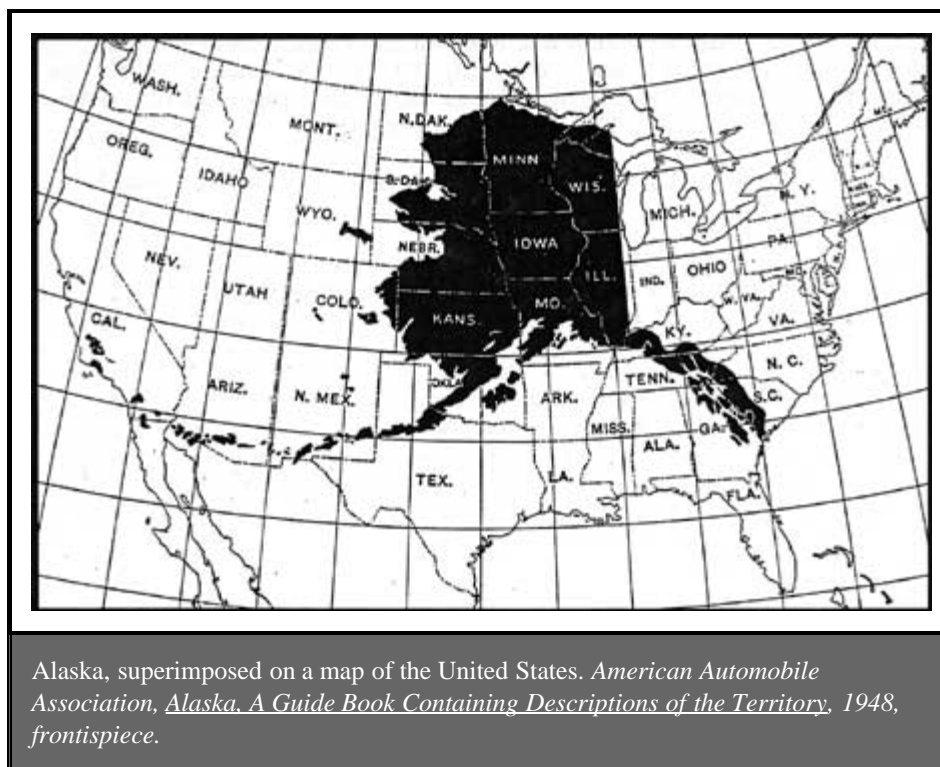 WASH.
MONT.
N.DAK.
MINN
ME.
OREG.
IDAHO
S.DAK.
WIS.
N.Y.
WYO.
MICH.
NEBR.
IOWA
PA.
NEV.
UTAH
COLO.
ILL.
IND.
OHIO
CAL.
KANS.
MO.
W. VA.
VA.
KY.
ARIZ.
N. MEX.
OKLA
ARK.
TENN.
N. C.
S.C.
MISS.
ALA.
GA.
TEX.
LA.
FLA.
Alaska, superimposed on a map of the United States. American Automobile
Association, Alaska, A Guide Book Containing Descriptions of the Territory, 1948,
frontispiece.